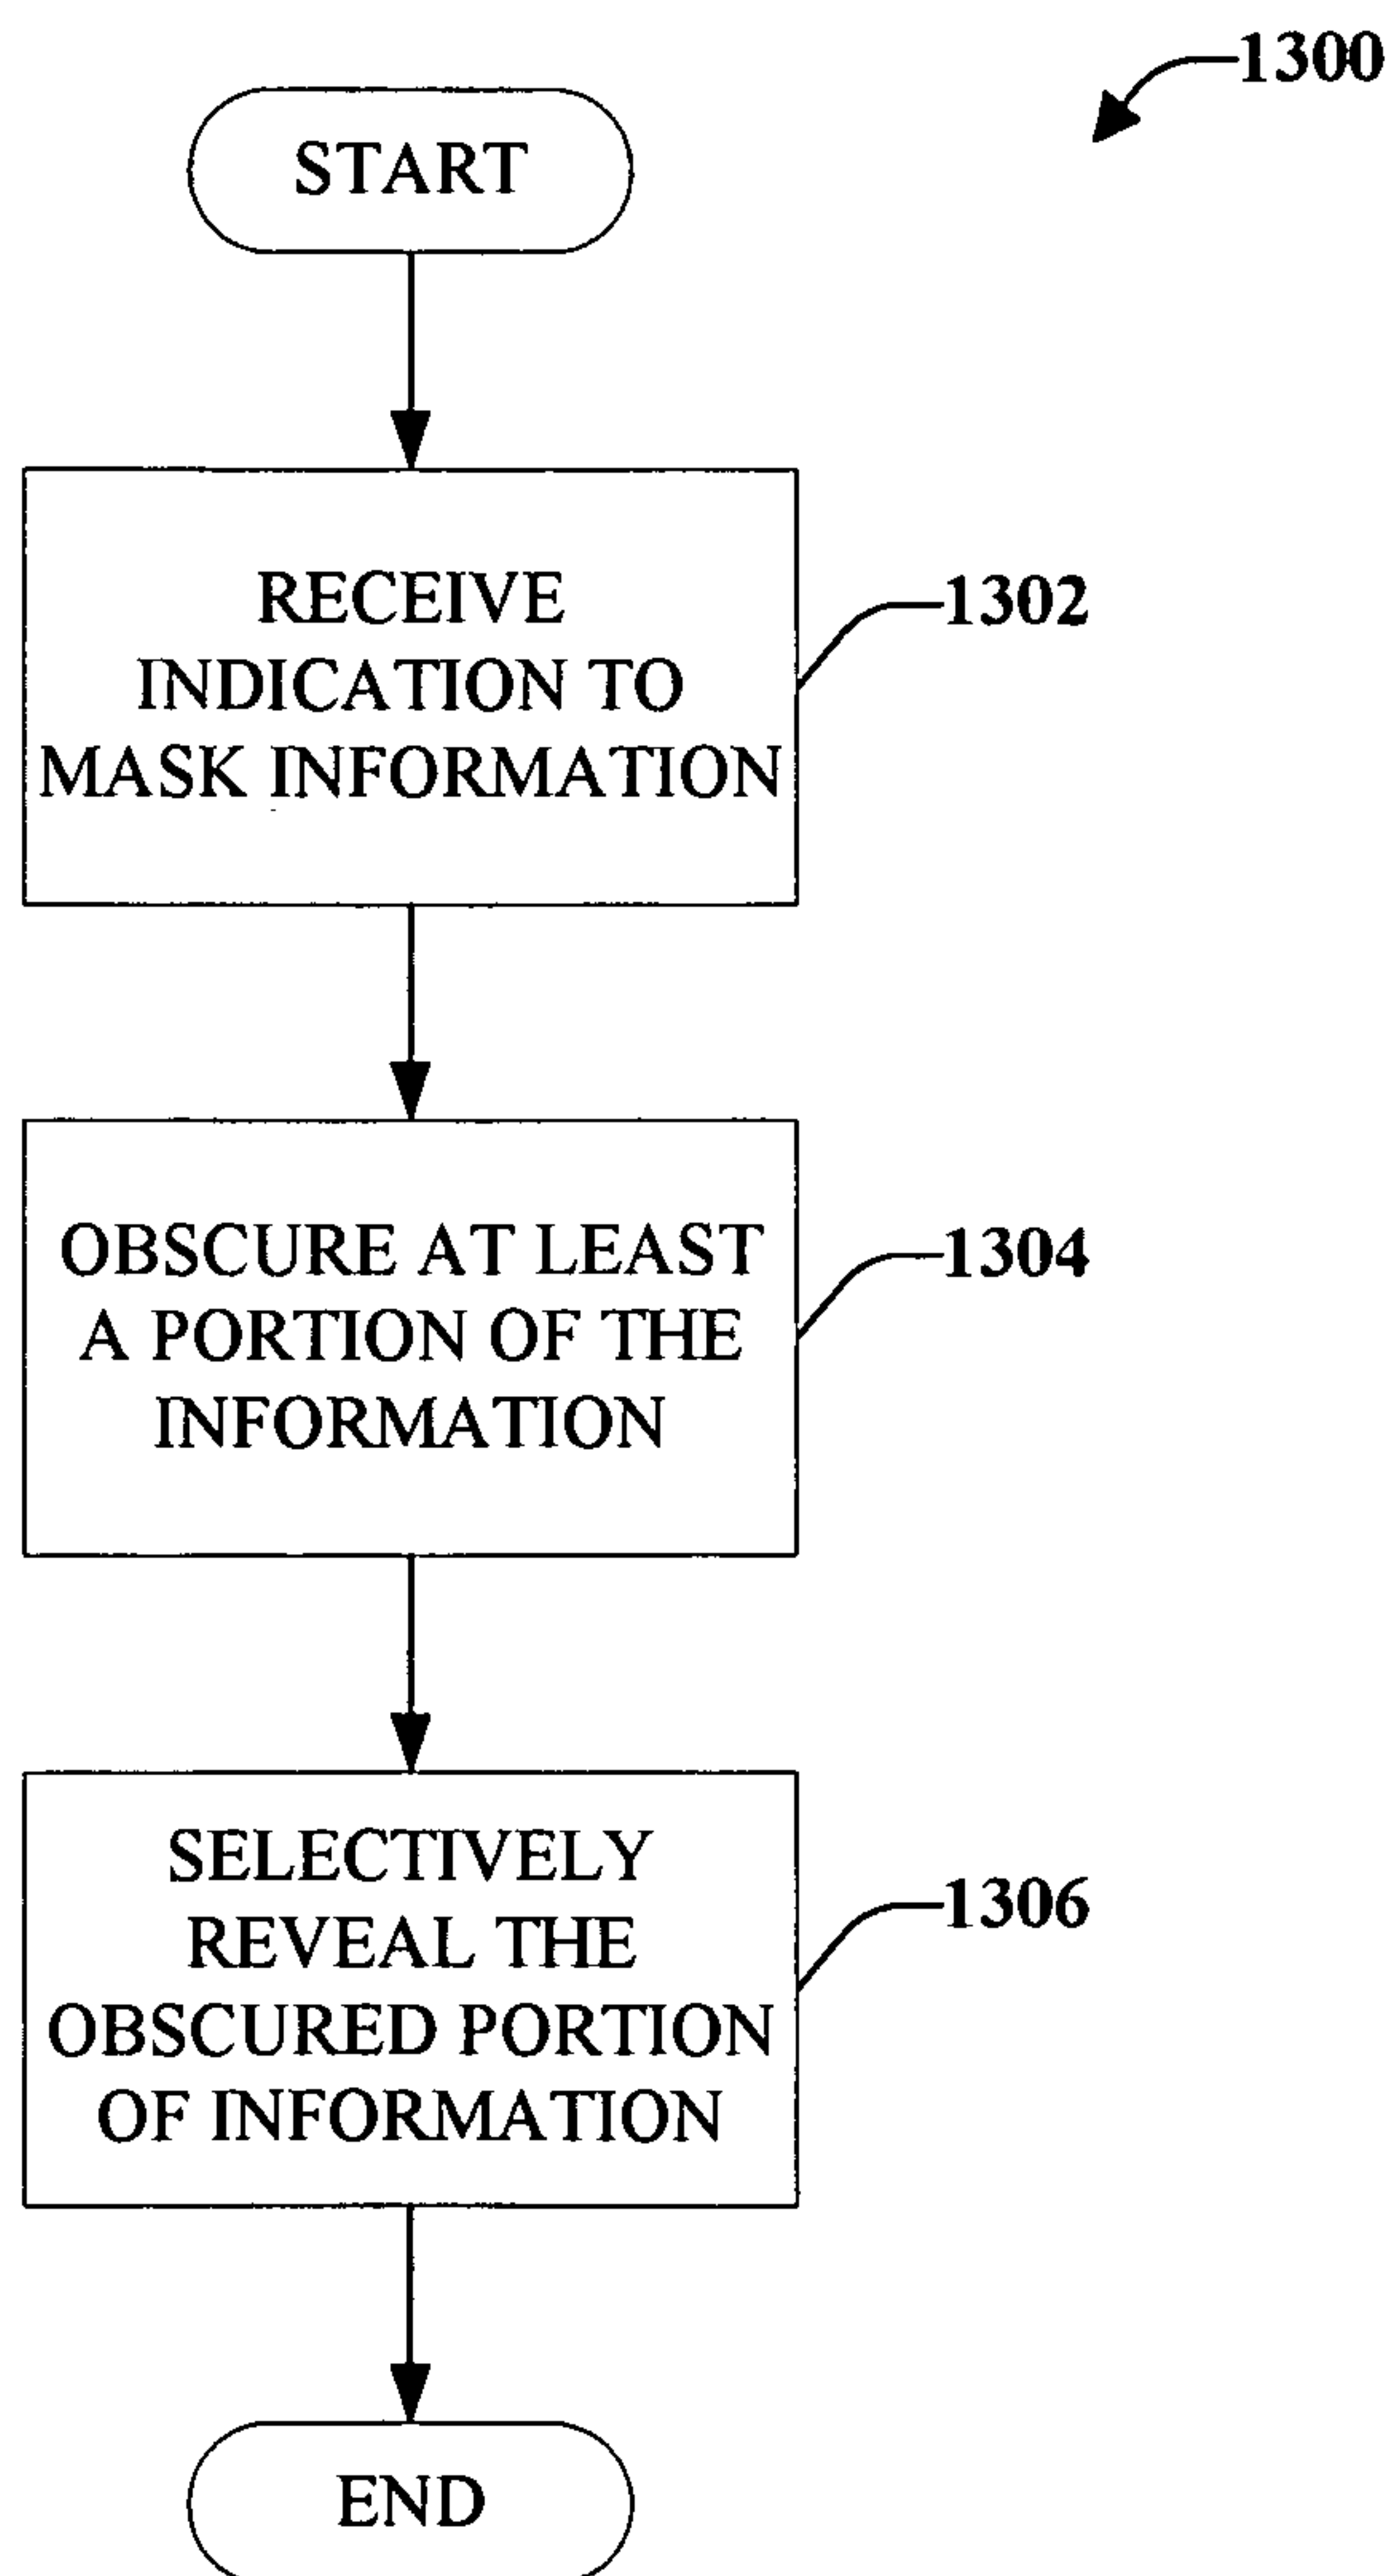 1300
START
RECEIVE
INDICATION TO
MASK INFORMATION
1302
OBSCURE AT LEAST
A PORTION OF THE
INFORMATION
1304
SELECTIVELY
REVEAL THE
OBSCURED PORTION
OF INFORMATION
1306
END